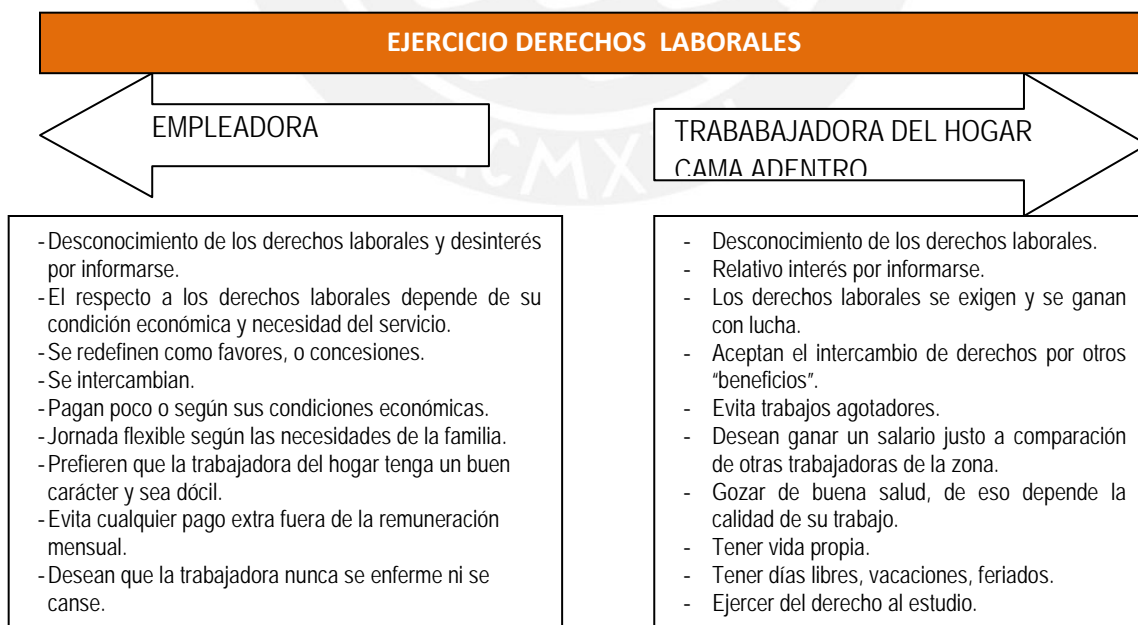 EJERCICIO DERECHOS LABORALES
EMPLEADORA
TRABABAJADORA DEL HOGAR
CAMA ADENTRO
- Desconocimiento de los derechos laborales y desinterés
por informarse.
- El respecto a los derechos laborales depende de su
condición económica y necesidad del servicio.
- Se redefinen como favores, o concesiones.
- Se intercambian.
- Pagan poco o según sus condiciones económicas.
- Jornada flexible según las necesidades de la familia.
- Prefieren que la trabajadora del hogar tenga un buen
carácter y sea dócil.
- Evita cualquier pago extra fuera de la remuneración
mensual.
- Desean que la trabajadora nunca se enferme ni se
canse.
- Desconocimiento de los derechos laborales.
- Relativo interés por informarse.
- Los derechos laborales se exigen y se ganan
con lucha.
- Aceptan el intercambio de derechos por otros
“beneficios”.
- Evita trabajos agotadores.
- Desean ganar un salario justo a comparación
de otras trabajadoras de la zona.
- Gozar de buena salud, de eso depende la
calidad de su trabajo.
- Tener vida propia.
- Tener días libres, vacaciones, feriados.
- Ejercer del derecho al estudio.